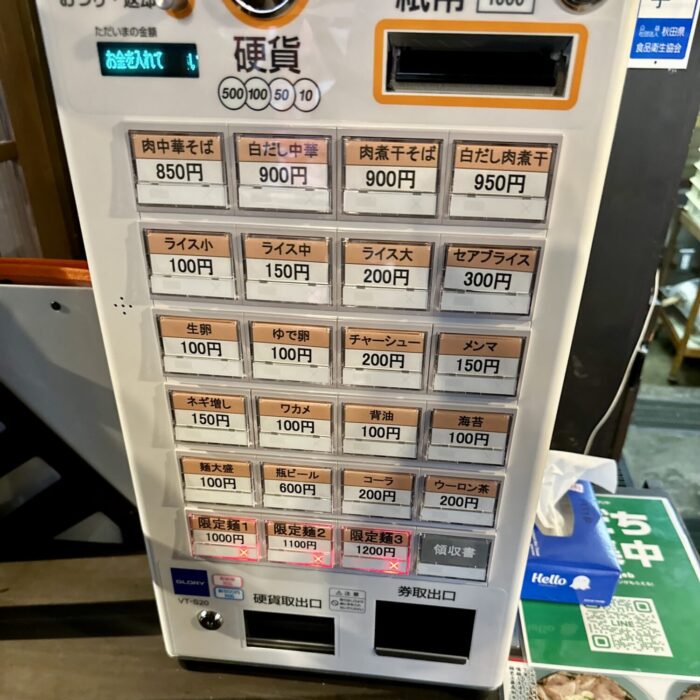 おつり・返却
紙幣
1000
ただいまの金額
お金を入れて
硬貨
500 100 50 10
秋田県
食品衛生協会
肉中華そば 白だし中華 肉煮干そば 白だし肉煮干
850円 900円 900円 950円
ライス小 ライス中 ライス大 セアブライス
100円 150円 200円 300円
生卵 ゆで卵 チャーシュー メンマ
100円 100円 200円 150円
ネギ増し ワカメ 背油 海苔
150円 100円 100円 100円
麺大盛 瓶ビール コーラ ウーロン茶
100円 600円 200円 200円
限定麺1 限定麺2 限定麺3 領収書
1000円 1100円 1200円
GLORY
VT-S20
硬貨取出口
注意
券取出口
Hello
LINE